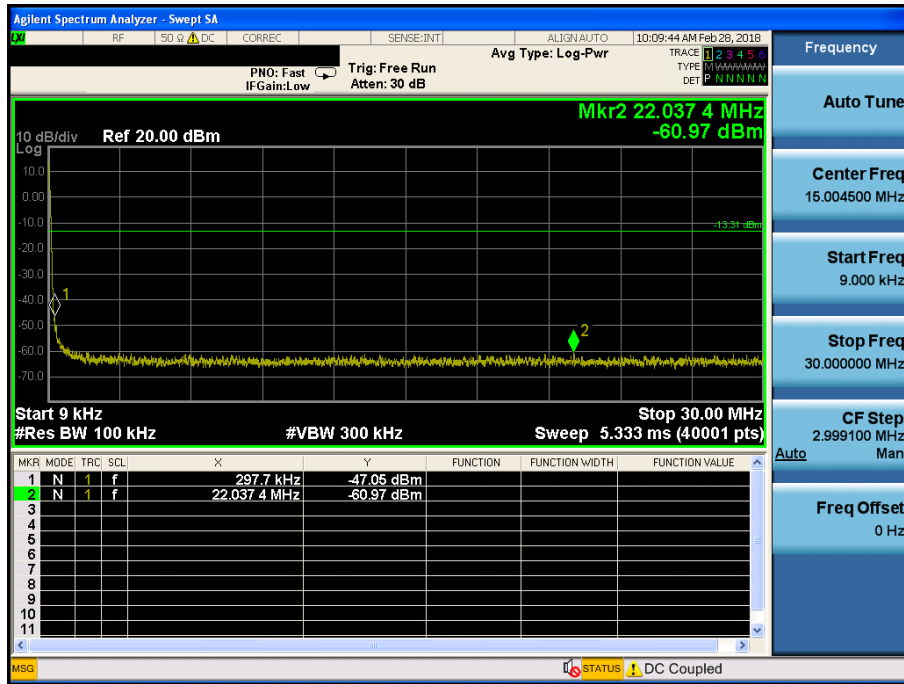 Agilent Spectrum Analyzer - Swept SA
LXI RF 50 Ω DC CORREC SENSE:INT ALIGN AUTO 10:09:44 AM Feb 28, 2018
Avg Type: Log-Pwr
TRACE 1 2 3 4 5 6
TYPE MWWWWW
DET P N N N N N
PNO: Fast
IFGain:Low
Trig: Free Run
Atten: 30 dB
Mkr2 22.037 4 MHz
-60.97 dBm
10 dB/div Ref 20.00 dBm
Log
10.0
0.00
-10.0
-13.31 dBm
-20.0
-30.0
-40.0
1
-50.0
2
-60.0
-70.0
Start 9 kHz Stop 30.00 MHz
#Res BW 100 kHz #VBW 300 kHz Sweep 5.333 ms (40001 pts)
MKR MODE TRC SCL X Y FUNCTION FUNCTION WIDTH FUNCTION VALUE
1 N 1 f 297.7 kHz -47.05 dBm
2 N 1 f 22.037 4 MHz -60.97 dBm
3
4
5
6
7
8
9
10
11
MSG STATUS DC Coupled
Frequency
Auto Tune
Center Freq
15.004500 MHz
Start Freq
9.000 kHz
Stop Freq
30.000000 MHz
CF Step
2.999100 MHz
Auto Man
Freq Offset
0 Hz